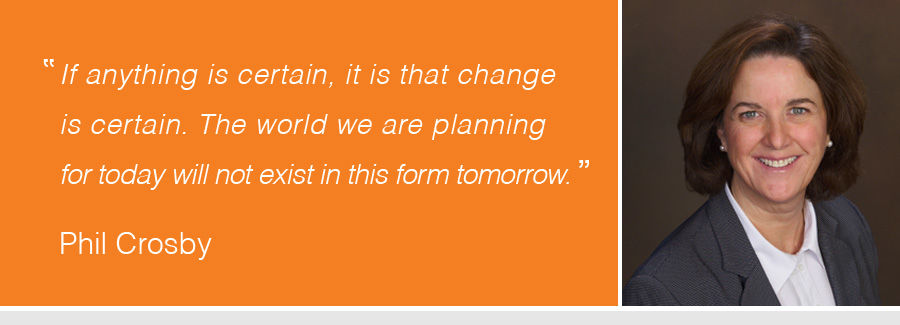 “ If anything is certain, it is that change
is certain. The world we are planning
for today will not exist in this form tomorrow. ”
Phil Crosby